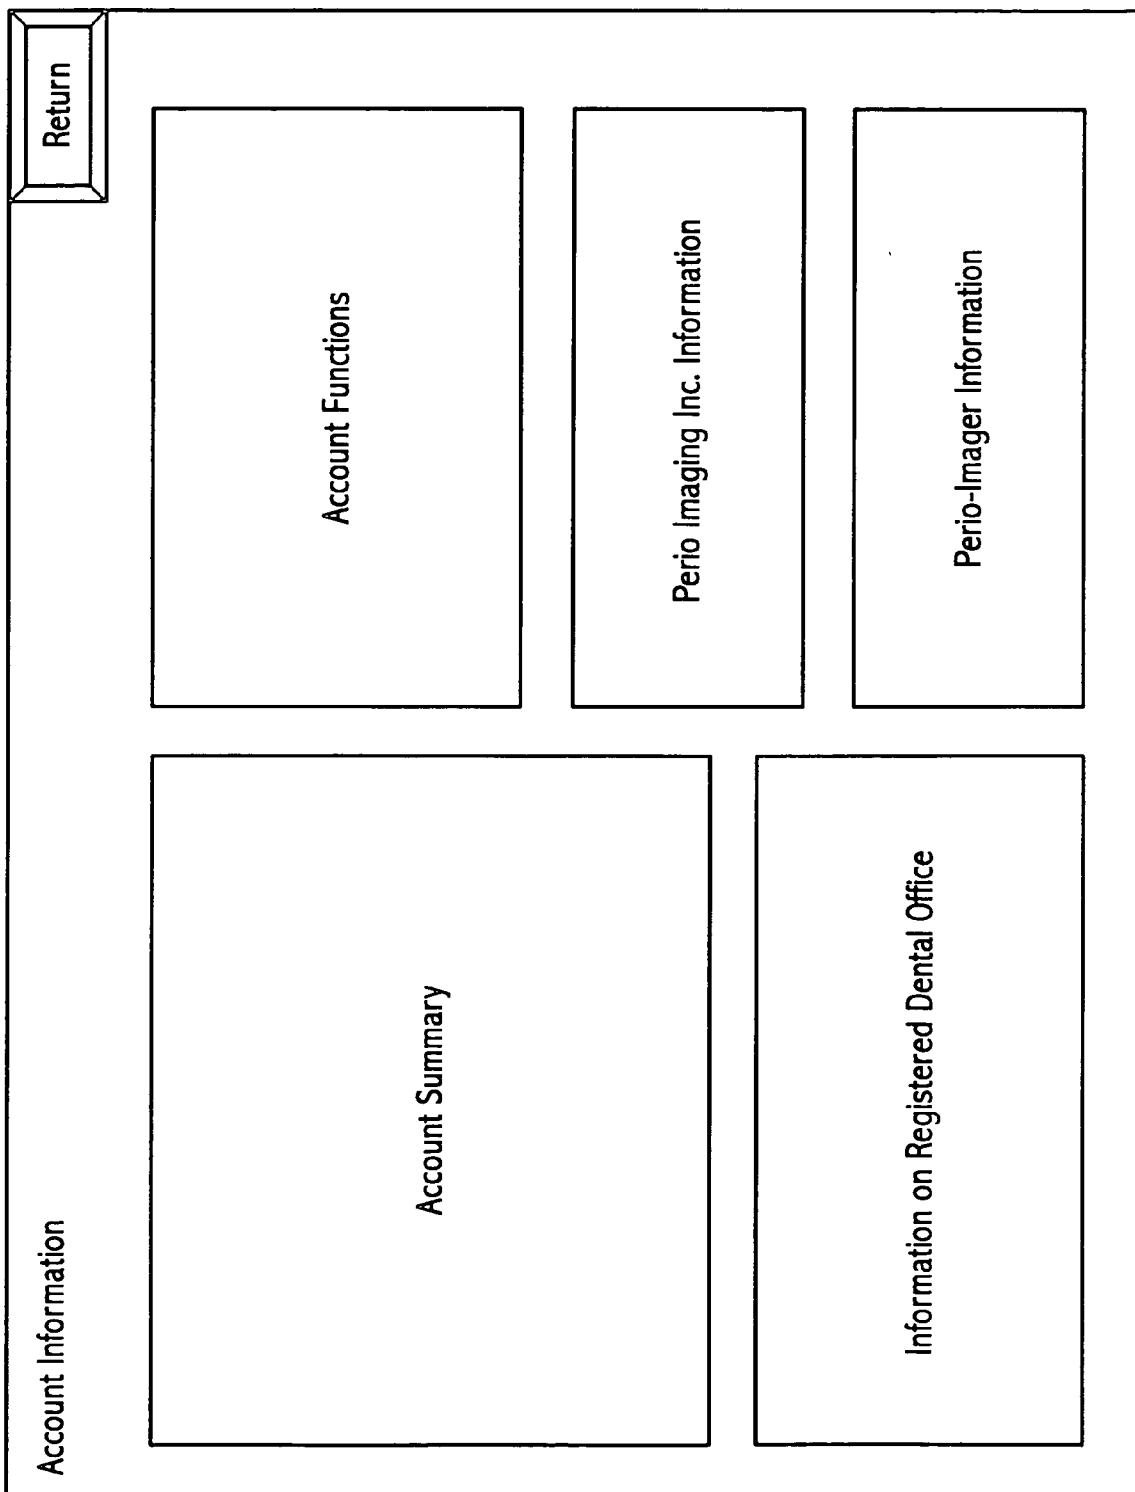 Account Information
Return
Account Summary
Account Functions
Information on Registered Dental Office
Perio Imaging Inc. Information
Perio-Imager Information